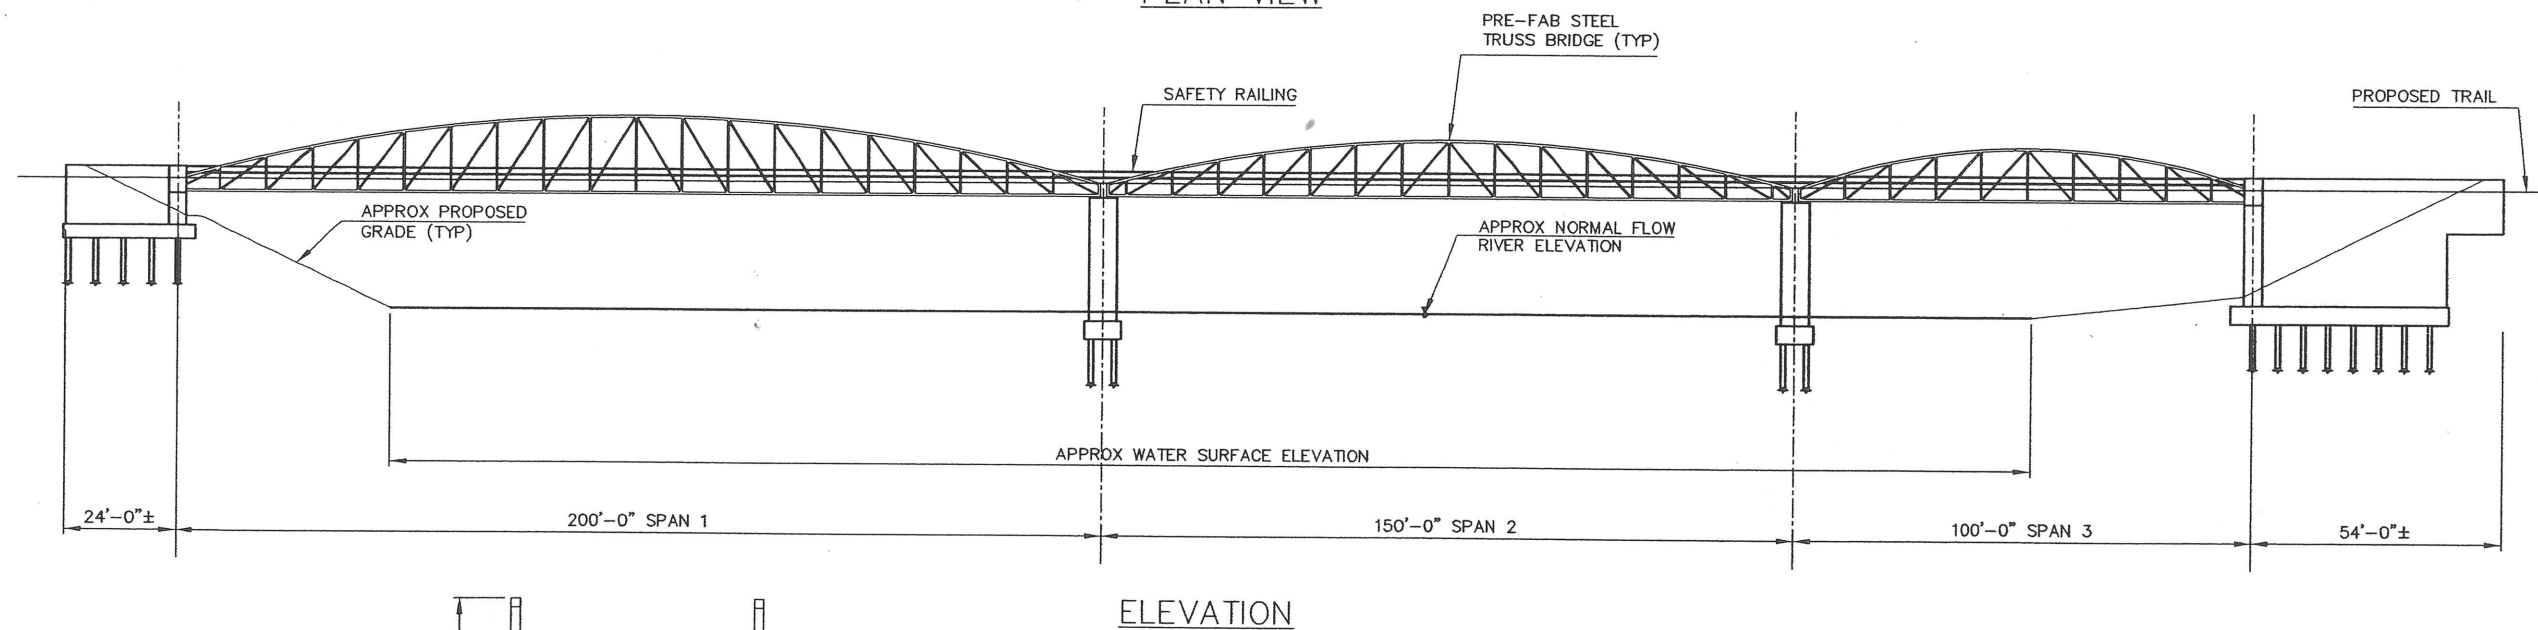 PLAN VIEW
PRE-FAB STEEL
TRUSS BRIDGE (TYP)
SAFETY RAILING
PROPOSED TRAIL
APPROX PROPOSED
GRADE (TYP)
APPROX NORMAL FLOW
RIVER ELEVATION
APPROX WATER SURFACE ELEVATION
24'-0"±
200'-0" SPAN 1
150'-0" SPAN 2
100'-0" SPAN 3
54'-0"±
ELEVATION